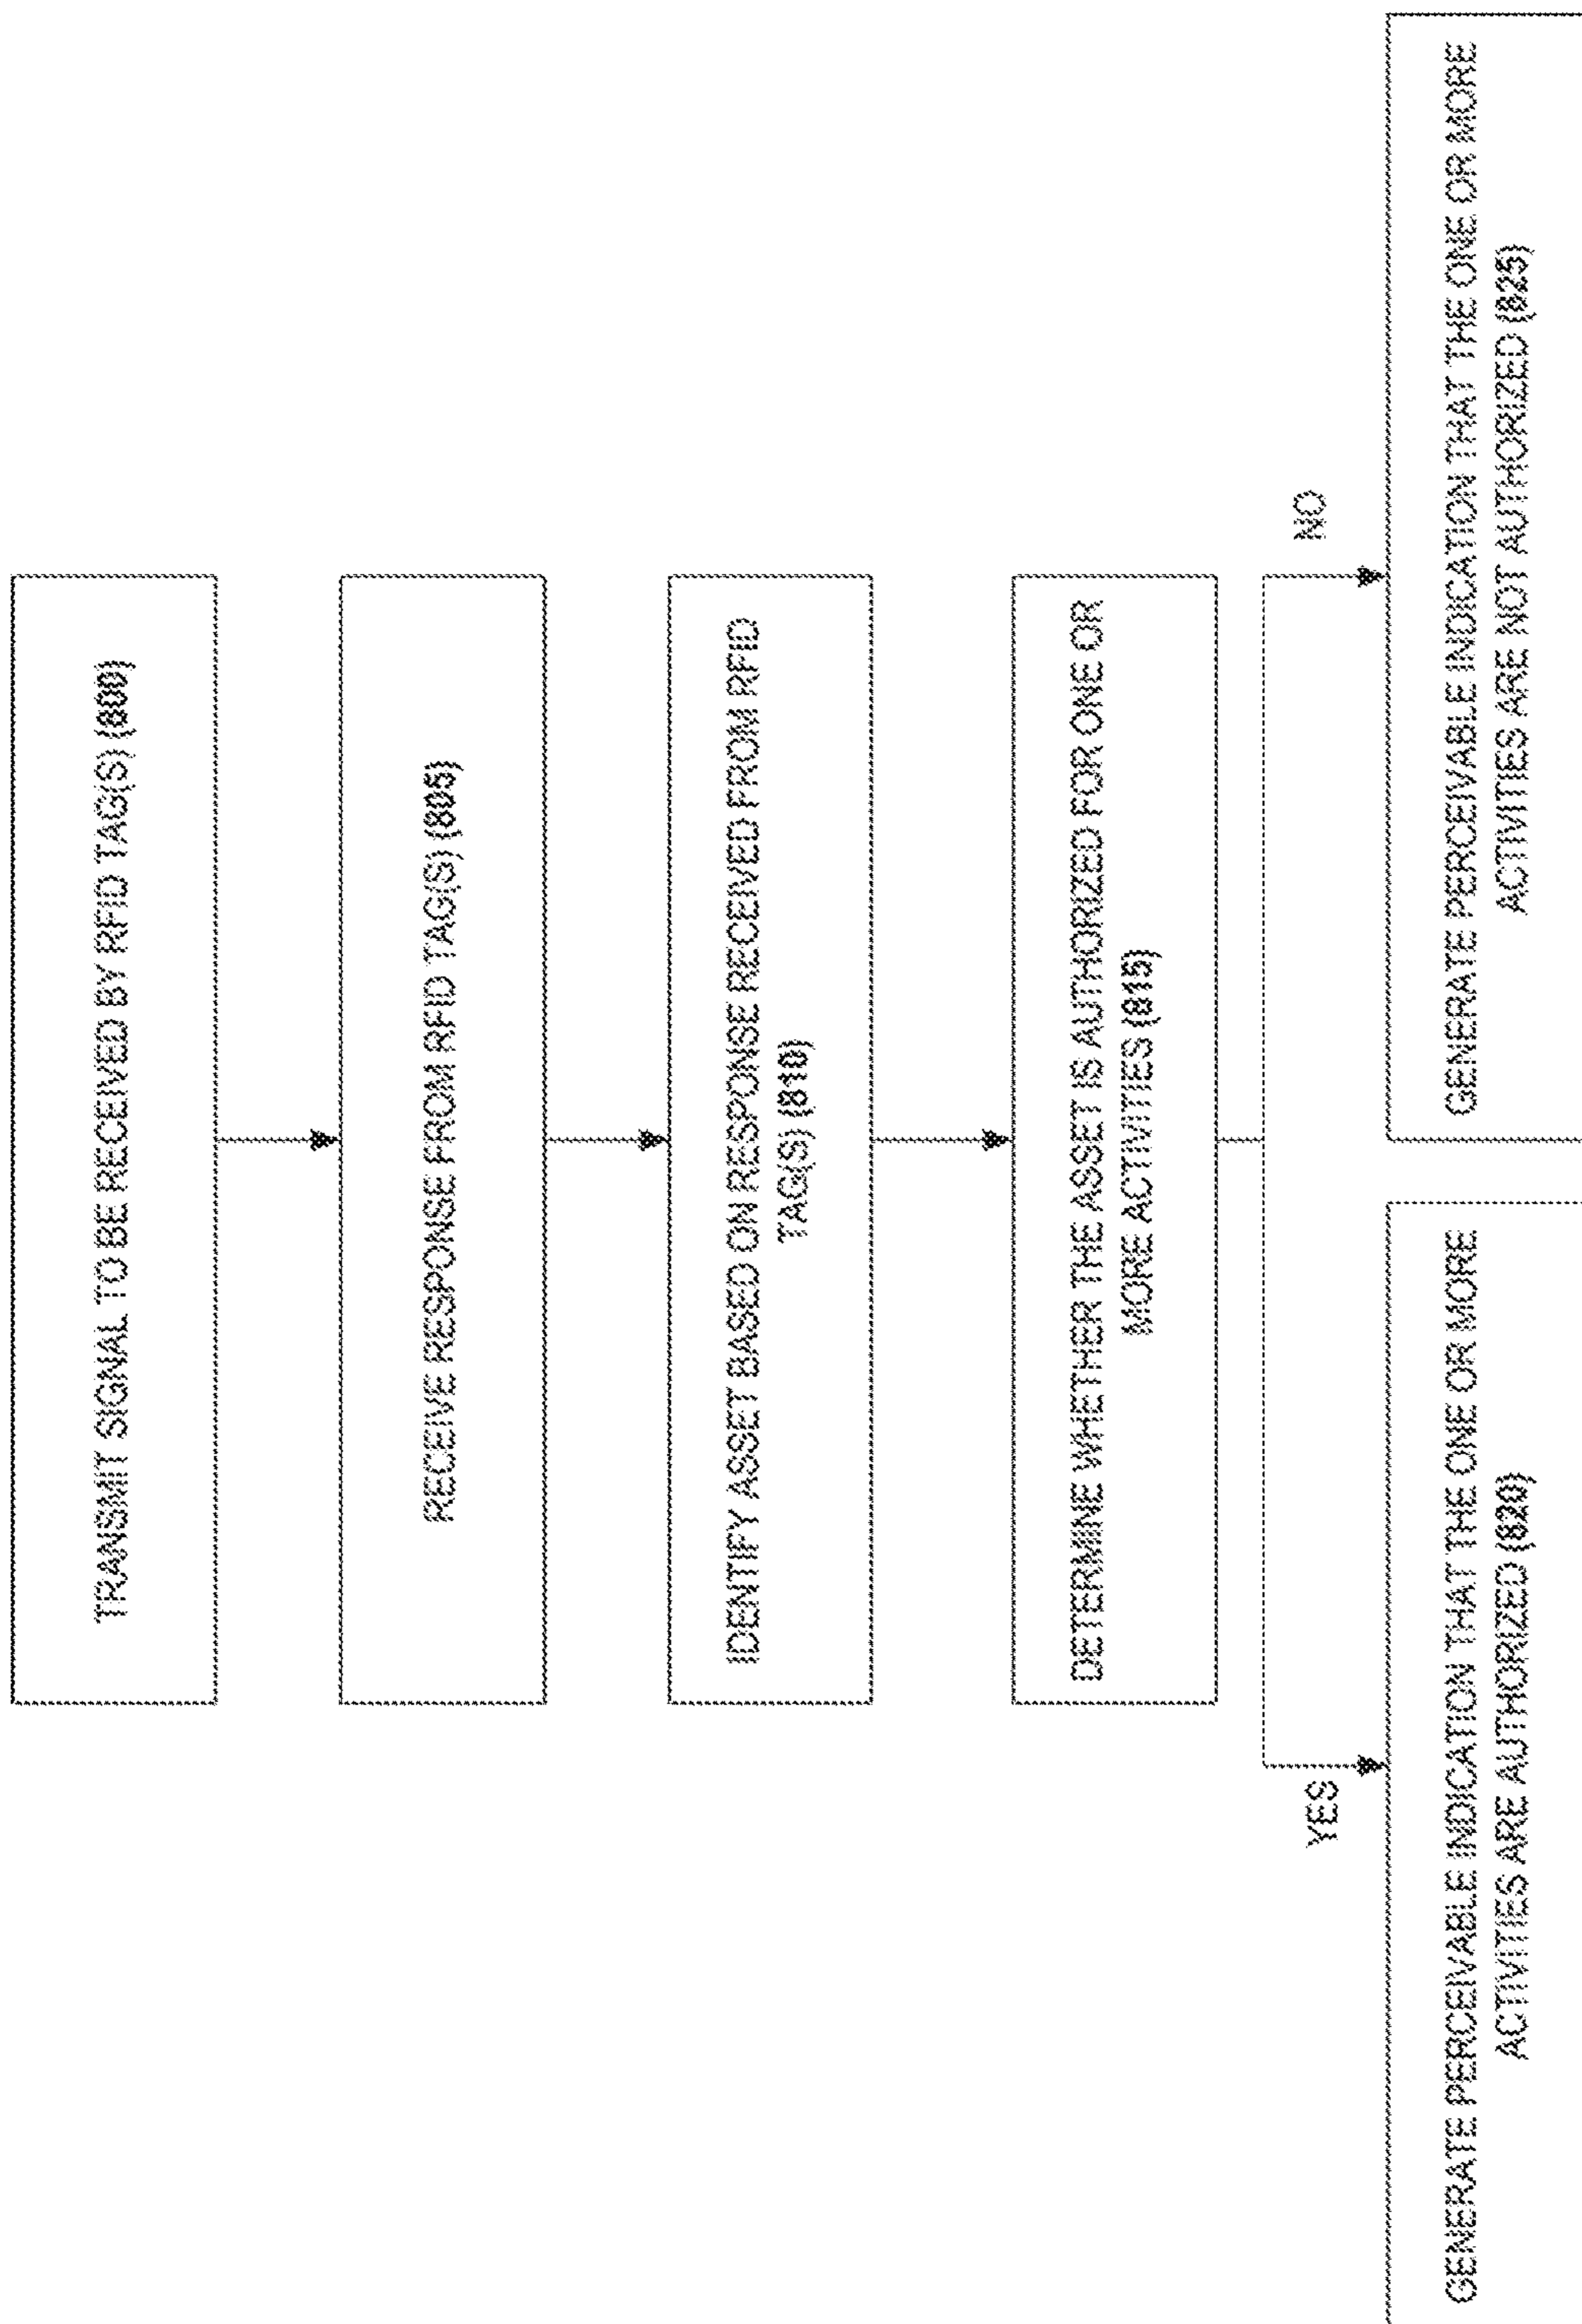 TRANSMIT SIGNAL TO BE RECEIVED BY RFID TAG(S) (800)
RECEIVE RESPONSE FROM RFID TAG(S) (805)
IDENTIFY ASSET BASED ON RESPONSE RECEIVED FROM RFID
TAG(S) (810)
DETERMINE WHETHER THE ASSET IS AUTHORIZED FOR ONE OR
MORE ACTIVITIES (815)
YES
NO
GENERATE PERCEIVABLE INDICATION THAT THE ONE OR MORE
ACTIVITIES ARE AUTHORIZED (820)
GENERATE PERCEIVABLE INDICATION THAT THE ONE OR MORE
ACTIVITIES ARE NOT AUTHORIZED (825)